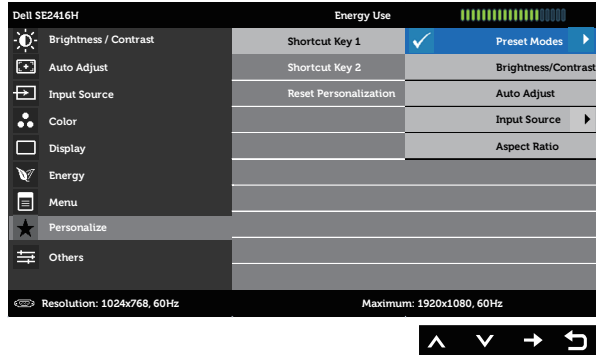 Dell SE2416H Energy Use
Brightness / Contrast Shortcut Key 1 Preset Modes
Auto Adjust Shortcut Key 2 Brightness/Contrast
Input Source Reset Personalization Auto Adjust
Color Input Source
Display Aspect Ratio
Energy
Menu
Personalize
Others
Resolution: 1024x768, 60Hz Maximum: 1920x1080, 60Hz